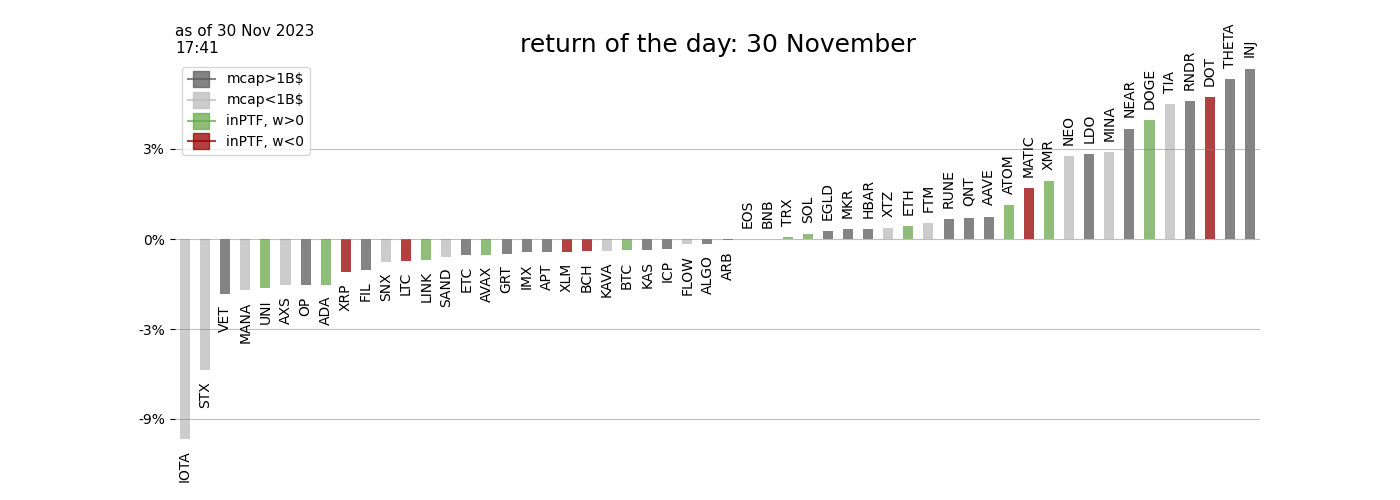 as of 30 Nov 2023
17:41
return of the day: 30 November
mcap>1B$
mcap<1B$
inPTF, w>0
inPTF, w<0
3%
0%
-3%
-9%
IOTA
STX
VET
MANA
UNI
AXS
OP
ADA
XRP
FIL
SNX
LTC
LINK
SAND
ETC
AVAX
GRT
IMX
APT
XLM
BCH
KAVA
BTC
KAS
ICP
FLOW
ALGO
ARB
EOS
BNB
TRX
SOL
EGLD
MKR
HBAR
XTZ
ETH
FTM
RUNE
QNT
AAVE
ATOM
MATIC
XMR
NEO
LDO
MINA
NEAR
DOGE
TIA
RNDR
DOT
THETA
INJ